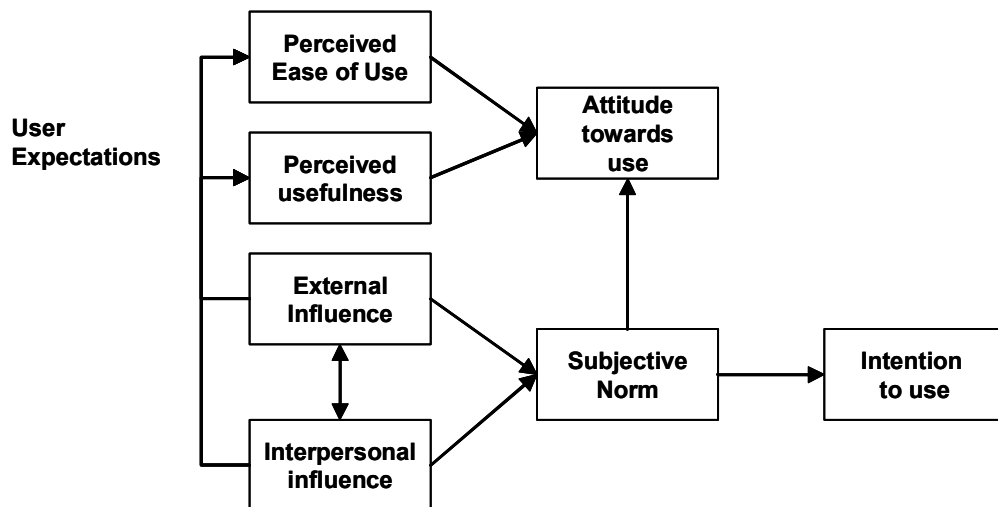 User
Expectations
Perceived
Ease of Use
Perceived
usefulness
External
Influence
Interpersonal
influence
Attitude
towards
use
Subjective
Norm
Intention
to use